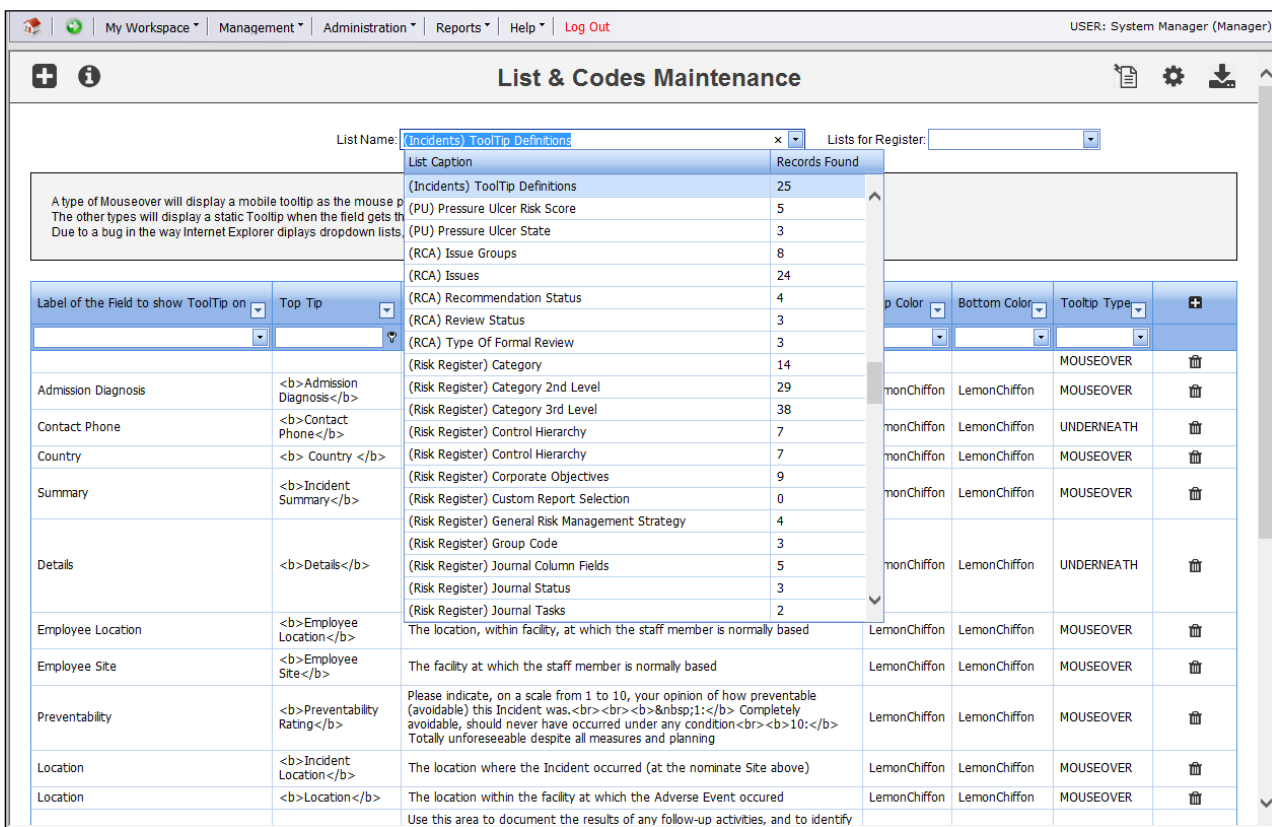 My Workspace Management Administration Reports Help Log Out USER: System Manager (Manager)
List & Codes Maintenance
List Name: (Incidents) ToolTip Definitions x Lists for Register:
List Caption Records Found
(Incidents) ToolTip Definitions 25
(PU) Pressure Ulcer Risk Score 5
(PU) Pressure Ulcer State 3
(RCA) Issue Groups 8
(RCA) Issues 24
(RCA) Recommendation Status 4
(RCA) Review Status 3
(RCA) Type Of Formal Review 3
(Risk Register) Category 14
(Risk Register) Category 2nd Level 29
(Risk Register) Category 3rd Level 38
(Risk Register) Control Hierarchy 7
(Risk Register) Control Hierarchy 7
(Risk Register) Corporate Objectives 9
(Risk Register) Custom Report Selection 0
(Risk Register) General Risk Management Strategy 4
(Risk Register) Group Code 3
(Risk Register) Journal Column Fields 5
(Risk Register) Journal Status 3
(Risk Register) Journal Tasks 2
A type of Mouseover will display a mobile tooltip as the mouse
The other types will display a static Tooltip when the field gets
Due to a bug in the way Internet Explorer diplays dropdown lists,
Label of the Field to show ToolTip on Top Tip Color Bottom Color Tooltip Type
MOUSEOVER
Admission Diagnosis <b>Admission
Diagnosis</b> LemonChiffon MOUSEOVER
Contact Phone <b>Contact
Phone</b> LemonChiffon UNDERNEATH
Country <b> Country </b> LemonChiffon MOUSEOVER
Summary <b>Incident
Summary</b> LemonChiffon MOUSEOVER
Details <b>Details</b> LemonChiffon UNDERNEATH
Employee Location <b>Employee
Location</b> The location, within facility, at which the staff member is normally based LemonChiffon LemonChiffon MOUSEOVER
Employee Site <b>Employee
Site</b> The facility at which the staff member is normally based LemonChiffon LemonChiffon MOUSEOVER
Preventability <b>Preventability
Rating</b> Please indicate, on a scale from 1 to 10, your opinion of how preventable
(avoidable) this Incident was.<br><br><b>&nbsp;1:</b> Completely
avoidable, should never have occurred under any condition<br><b>10:</b>
Totally unforeseeable despite all measures and planning LemonChiffon LemonChiffon MOUSEOVER
Location <b>Incident
Location</b> The location where the Incident occurred (at the nominate Site above) LemonChiffon LemonChiffon MOUSEOVER
Location <b>Location</b> The location within the facility at which the Adverse Event occured LemonChiffon LemonChiffon MOUSEOVER
Use this area to document the results of any follow-up activities, and to identify